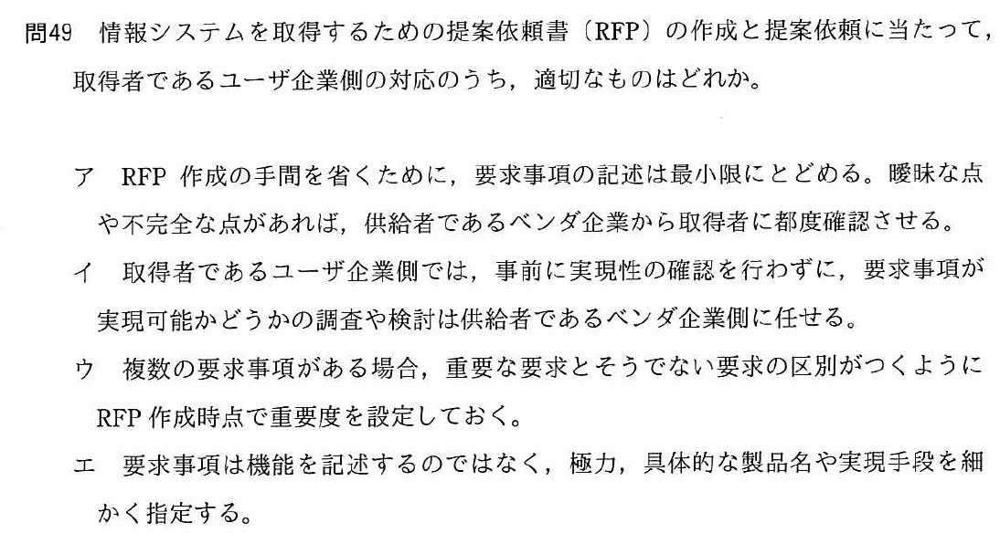 問49 情報システムを取得するための提案依頼書（RFP）の作成と提案依頼に当たって，
取得者であるユーザ企業側の対応のうち，適切なものはどれか。
ア RFP 作成の手間を省くために，要求事項の記述は最小限にとどめる。曖昧な点
や不完全な点があれば，供給者であるベンダ企業から取得者に都度確認させる。
イ 取得者であるユーザ企業側では，事前に実現性の確認を行わずに，要求事項が
実現可能かどうかの調査や検討は供給者であるベンダ企業側に任せる。
ウ 複数の要求事項がある場合，重要な要求とそうでない要求の区別がつくように
RFP 作成時点で重要度を設定しておく。
エ 要求事項は機能を記述するのではなく，極力，具体的な製品名や実現手段を細
かく指定する。